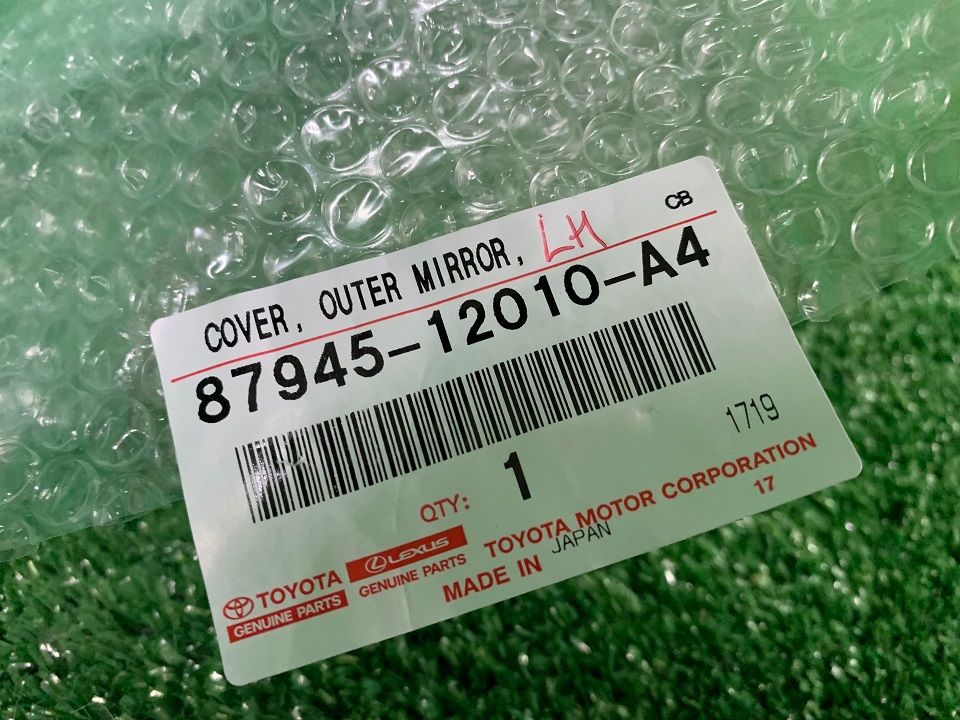 CB
COVER, OUTER MIRROR, LH
87945-12010-A4
1719
QTY: 1
TOYOTA
GENUINE PARTS
LEXUS
GENUINE PARTS
TOYOTA MOTOR CORPORATION
17
MADE IN JAPAN